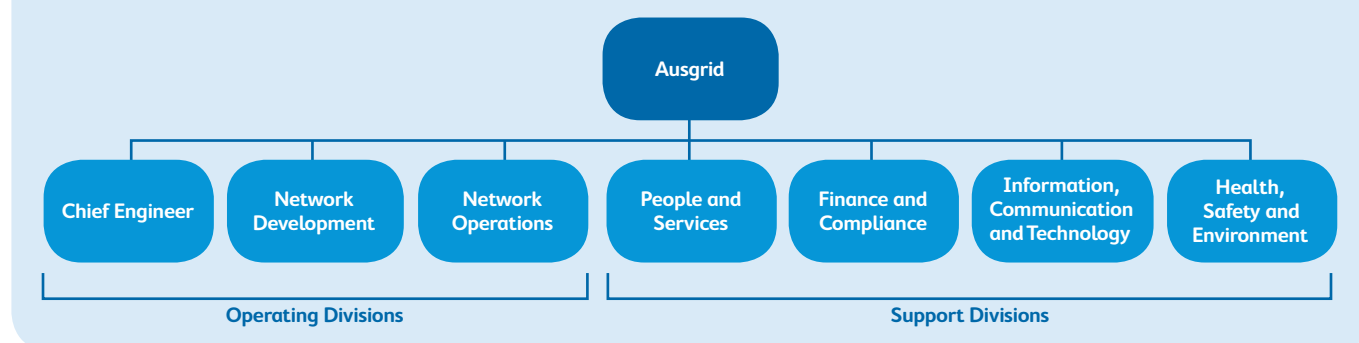 Ausgrid
Chief Engineer
Network
Development
Network
Operations
People and
Services
Finance and
Compliance
Information,
Communication
and Technology
Health,
Safety and
Environment
Operating Divisions
Support Divisions